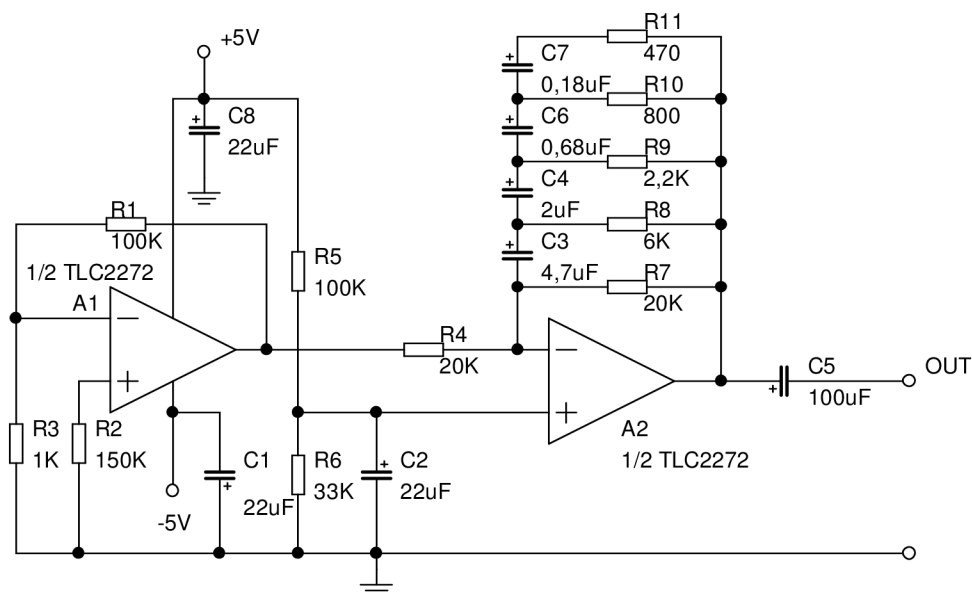 R11
+5V
C7
470
0,18uF
R10
C8
C6
800
22uF
0,68uF
R9
C4
2,2K
2uF
R8
R1
C3
6K
100K
R5
4,7uF
R7
1/2 TLC2272
100K
20K
A1
R4
20K
C5
OUT
100uF
R3
R2
A2
1K
150K
C1
R6
C2
1/2 TLC2272
22uF
33K
22uF
-5V